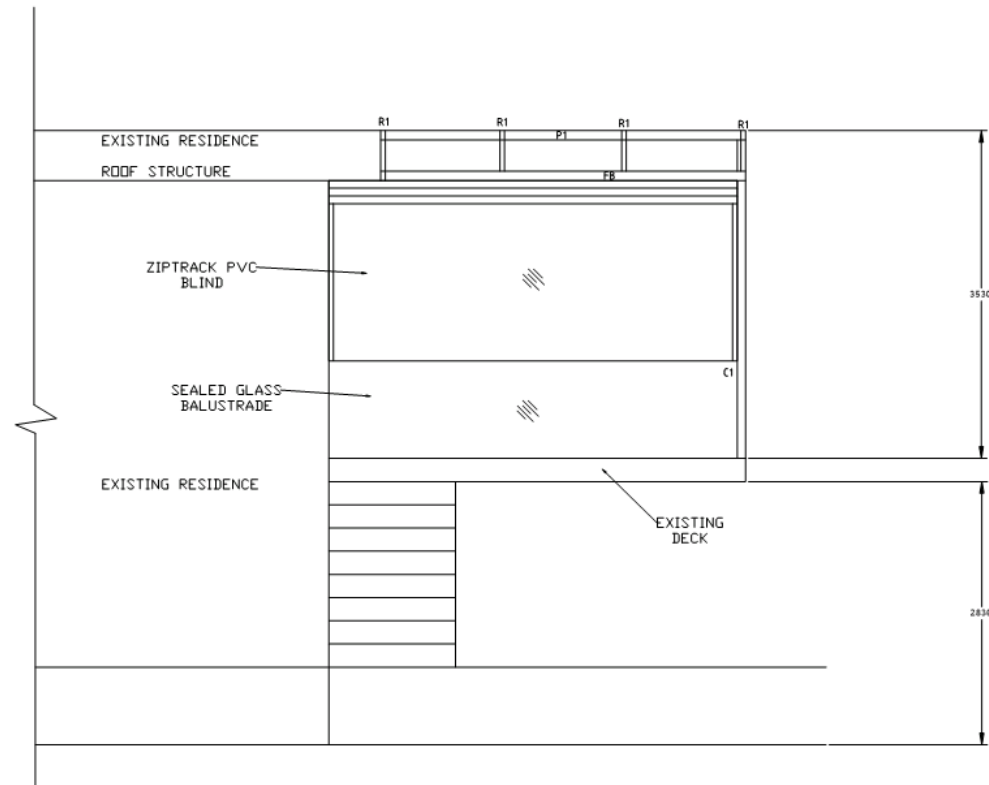 R1
R1
R1
R1
P1
EXISTING RESIDENCE
ROOF STRUCTURE
FB
ZIPTRACK PVC
BLIND
3530
C1
SEALED GLASS
BALUSTRADE
EXISTING RESIDENCE
EXISTING
DECK